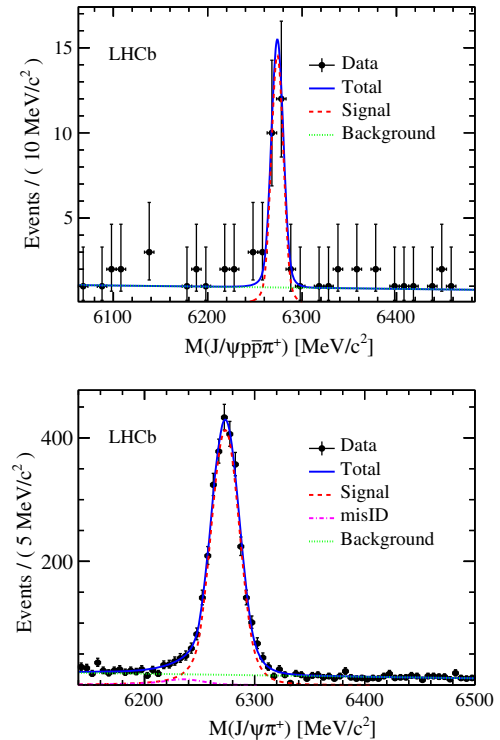 LHCb
Data
Total
Signal
Background
Events / ( 10 MeV/c²)
15
10
5
6100
6200
6300
6400
M(J/ψpp̅π⁺) [MeV/c²]
LHCb
Data
Total
Signal
misID
Background
Events / ( 5 MeV/c²)
400
200
6200
6300
6400
6500
M(J/ψπ⁺) [MeV/c²]